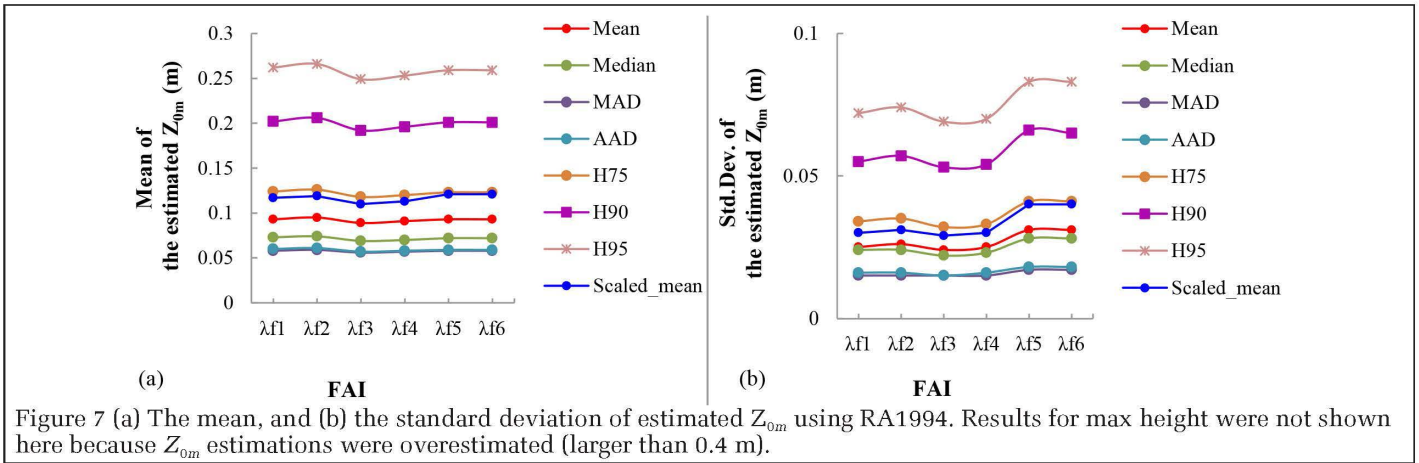 0.3
0.25
0.2
0.15
0.1
0.05
0
Mean of
the estimated Z0m (m)
λf1 λf2 λf3 λf4 λf5 λf6
(a)
FAI
Mean
Median
MAD
AAD
H75
H90
H95
Scaled_mean
0.1
0.05
0
Std.Dev. of
the estimated Z0m (m)
λf1 λf2 λf3 λf4 λf5 λf6
(b)
FAI
Mean
Median
MAD
AAD
H75
H90
H95
Scaled_mean
Figure 7 (a) The mean, and (b) the standard deviation of estimated Z0m using RA1994. Results for max height were not shown
here because Z0m estimations were overestimated (larger than 0.4 m).